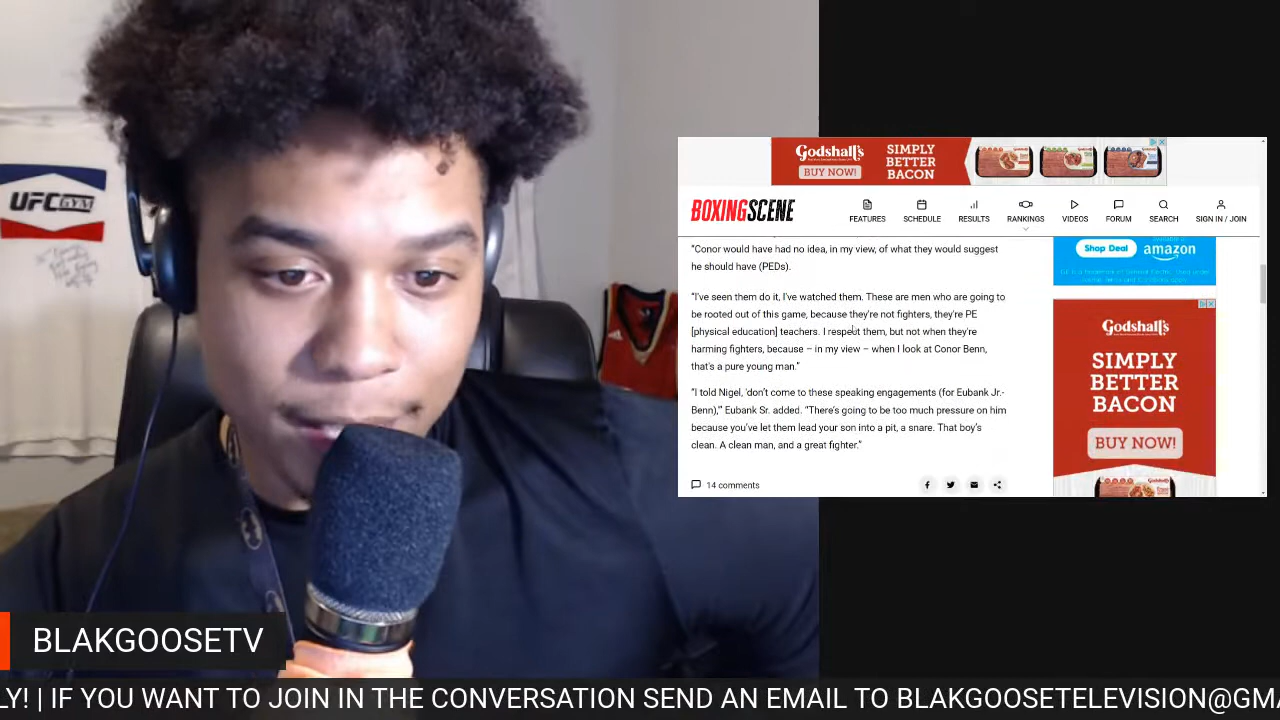 UFC GYM
Godshall's
BUY NOW!
SIMPLY
BETTER
BACON
BOXINGSCENE
FEATURES
SCHEDULE
RESULTS
RANKINGS
VIDEOS
FORUM
SEARCH
SIGN IN / JOIN
"Conor would have had no idea, in my view, of what they would suggest
he should have (PEDs).
"I've seen them do it, I've watched them. These are men who are going to
be rooted out of this game, because they're not fighters, they're PE
[physical education] teachers. I respect them, but not when they're
harming fighters, because – in my view – when I look at Conor Benn,
that's a pure young man."
"I told Nigel, 'don't come to these speaking engagements (for Eubank Jr.-
Benn),'" Eubank Sr. added. "There's going to be too much pressure on him
because you've let them lead your son into a pit, a snare. That boy's
clean. A clean man, and a great fighter."
14 comments
Shop Deal
amazon
Godshall's
SIMPLY
BETTER
BACON
BUY NOW!
BLAKGOOSETV
LY! | IF YOU WANT TO JOIN IN THE CONVERSATION SEND AN EMAIL TO BLAKGOOSETELEVISION@GMA